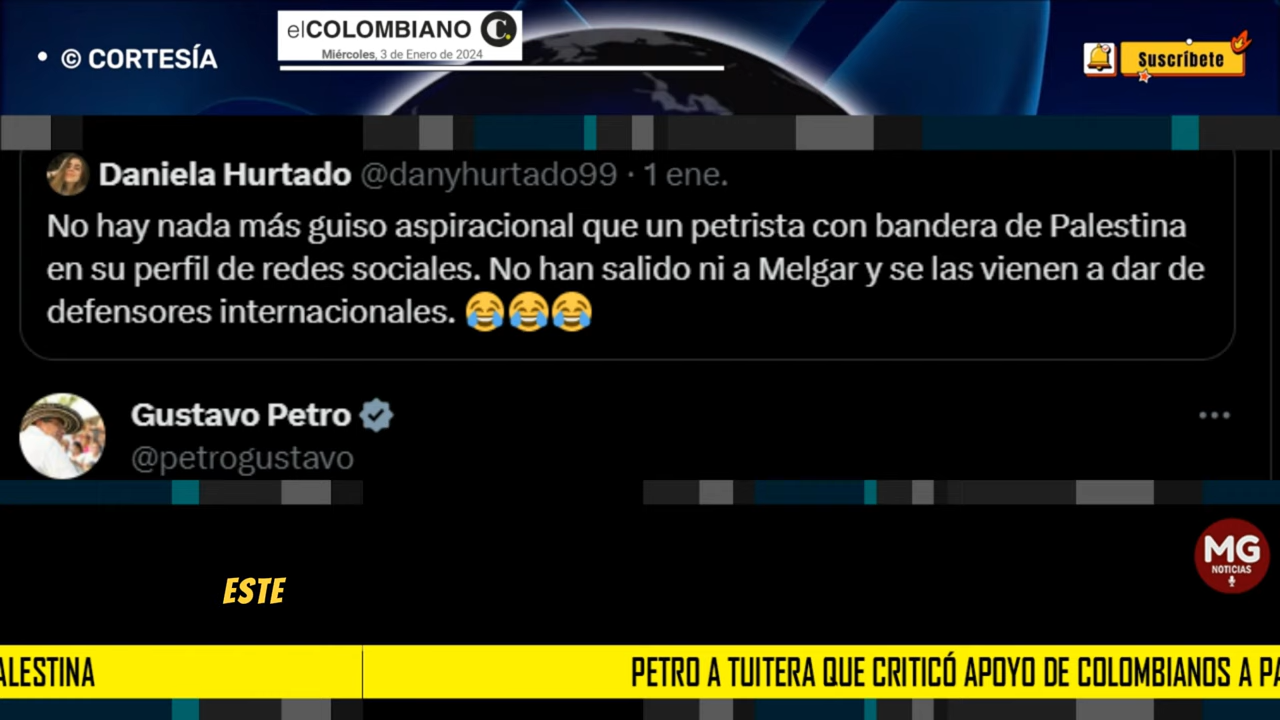 • © CORTESÍA
elCOLOMBIANO C.
Miércoles, 3 de Enero de 2024
Suscríbete
Daniela Hurtado @danyhurtado99 · 1 ene.
No hay nada más guiso aspiracional que un petrista con bandera de Palestina
en su perfil de redes sociales. No han salido ni a Melgar y se las vienen a dar de
defensores internacionales. 😂😂😂
Gustavo Petro
@petrogustavo
MG
NOTICIAS
ESTE
ALESTINA
PETRO A TUITERA QUE CRITICÓ APOYO DE COLOMBIANOS A PA